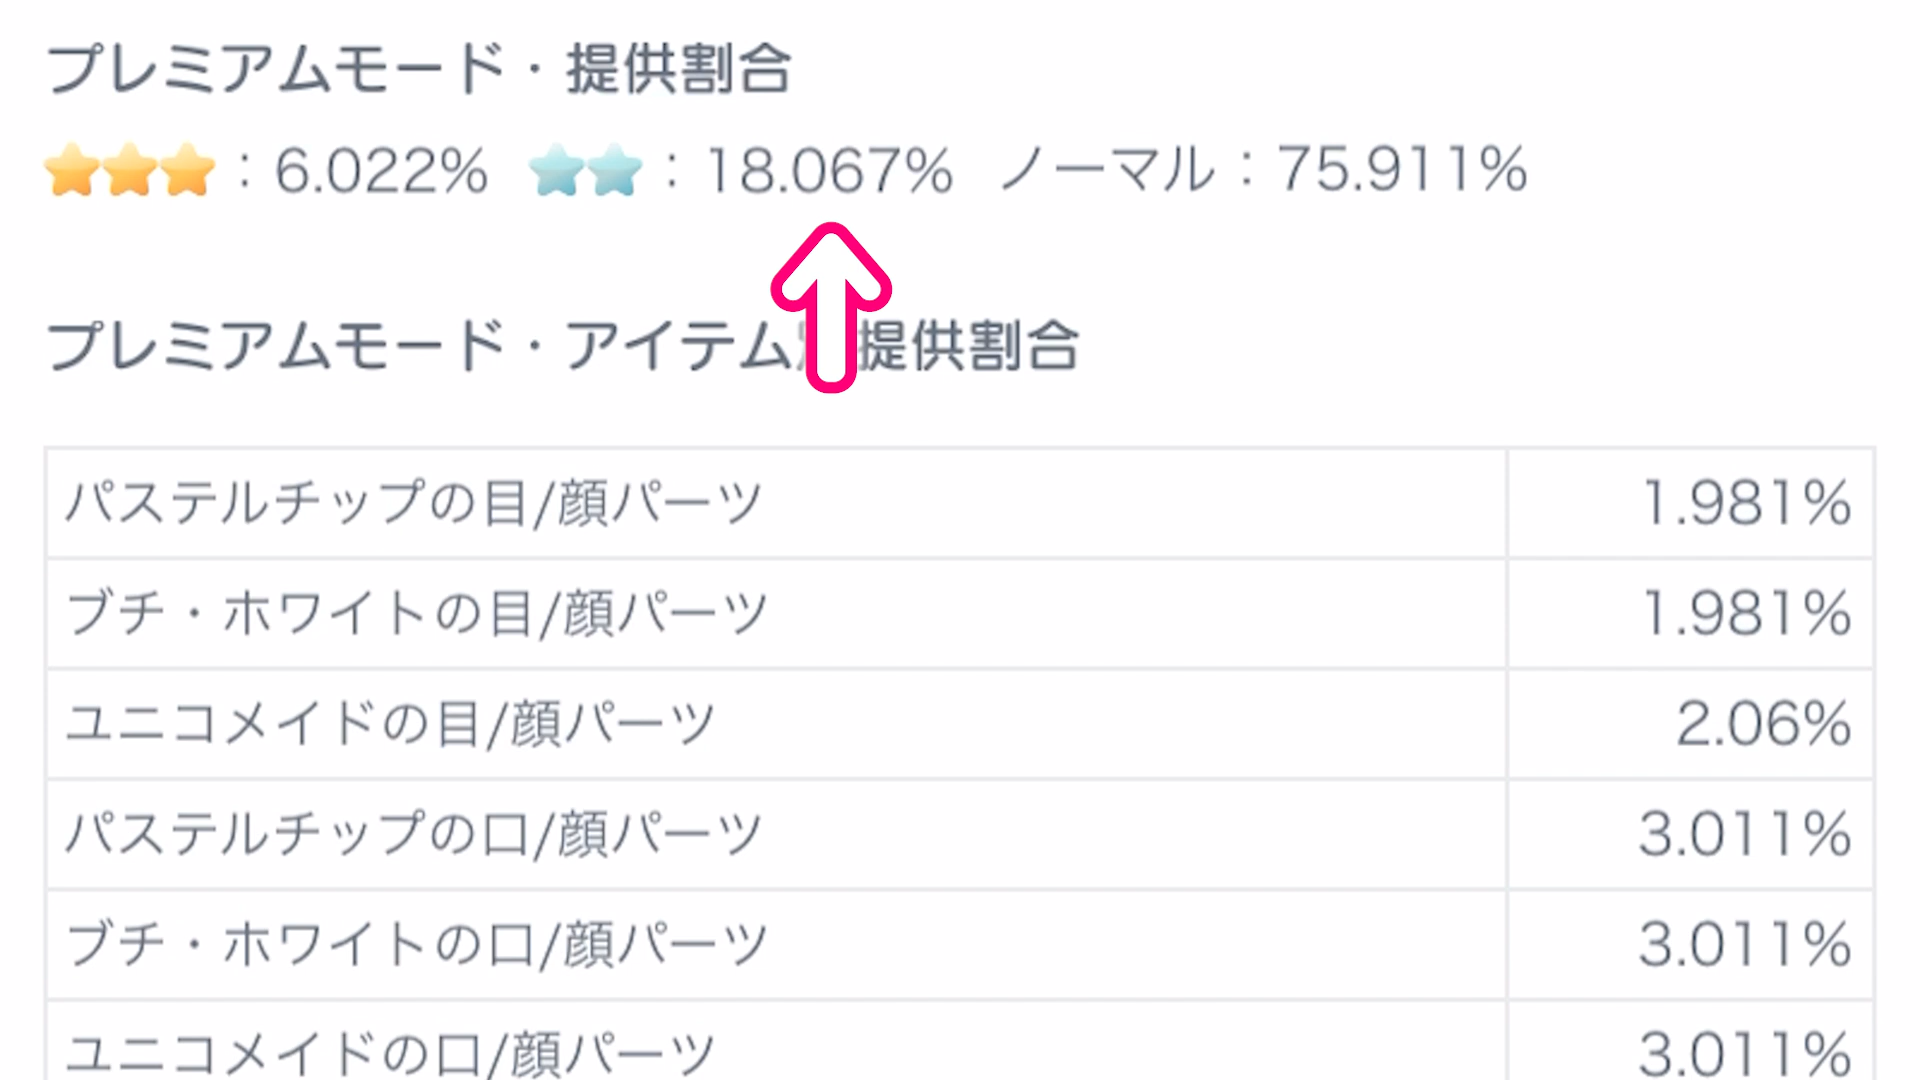 プレミアムモード・提供割合
：6.022% ：18.067% ノーマル：75.911%
プレミアムモード・アイテム 提供割合
パステルチップの目/顔パーツ 1.981%
ブチ・ホワイトの目/顔パーツ 1.981%
ユニコメイドの目/顔パーツ 2.06%
パステルチップの口/顔パーツ 3.011%
ブチ・ホワイトの口/顔パーツ 3.011%
ユニコメイドの口/顔パーツ 3.011%